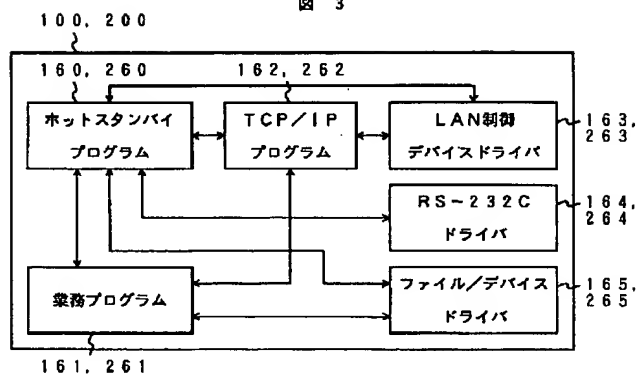 図 3
100, 200
160, 260
162, 262
ホットスタンバイ
プログラム
TCP/IP
プログラム
LAN制御
デバイスドライバ
163,
263
RS~232C
ドライバ
164,
264
業務プログラム
ファイル/デバイス
ドライバ
165,
265
161, 261